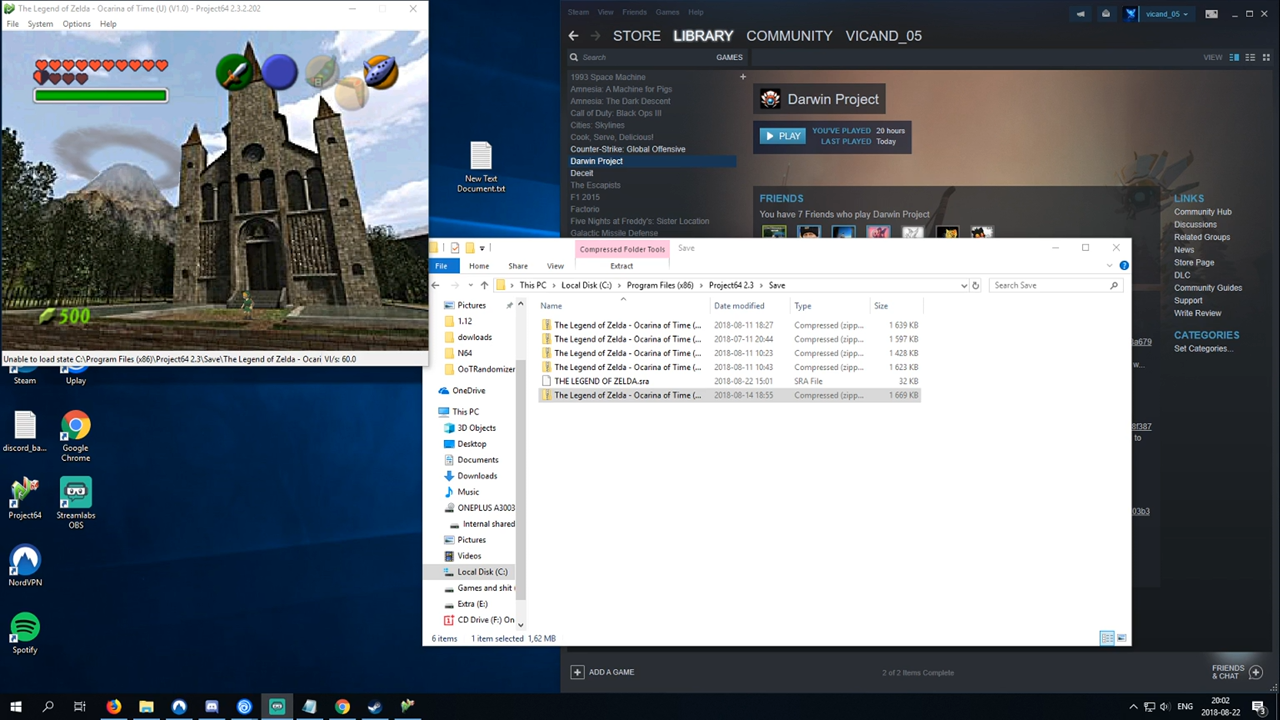 The Legend of Zelda - Ocarina of Time (U) (V1.0) - Project64 2.3.2.202
File System Options Help
500
Unable to load state C:\Program Files (x86)\Project64 2.3\Save\The Legend of Zelda - Ocari VI/s: 60.0
New Text
Document.txt
Steam
Uplay
discord_ba...
Google
Chrome
Project64
Streamlabs
OBS
NordVPN
Spotify
Steam View Friends Games Help
vicand_05
STORE LIBRARY COMMUNITY VICAND_05
Search GAMES VIEW
1993 Space Machine
Amnesia: A Machine for Pigs
Amnesia: The Dark Descent
Call of Duty: Black Ops III
Cities: Skylines
Cook, Serve, Delicious!
Counter-Strike: Global Offensive
Darwin Project
Deceit
The Escapists
F1 2015
Factorio
Five Nights at Freddy's: Sister Location
Galactic Missile Defense
Darwin Project
PLAY
YOU'VE PLAYED 20 hours
LAST PLAYED Today
FRIENDS
You have 7 Friends who play Darwin Project
LINKS
Community Hub
Discussions
Related Groups
News
Store Page
DLC
Community Guides
Support
Write Review
CATEGORIES
Set Categories...
to
ADD A GAME
2 of 2 Items Complete
FRIENDS
& CHAT
Compressed Folder Tools Save
File Home Share View Extract
This PC Local Disk (C:) Program Files (x86) Project64 2.3 Save
Search Save
Pictures
1.12
dowloads
N64
OoTRandomizer
OneDrive
This PC
3D Objects
Desktop
Documents
Downloads
Music
ONEPLUS A3003
Internal shared
Pictures
Videos
Local Disk (C:)
Games and shit (
Extra (E:)
CD Drive (F:) On
Name Date modified Type Size
The Legend of Zelda - Ocarina of Time (... 2018-08-11 18:27 Compressed (zipp... 1 639 KB
The Legend of Zelda - Ocarina of Time (... 2018-07-11 20:44 Compressed (zipp... 1 597 KB
The Legend of Zelda - Ocarina of Time (... 2018-08-11 10:23 Compressed (zipp... 1 428 KB
The Legend of Zelda - Ocarina of Time (... 2018-08-11 10:43 Compressed (zipp... 1 623 KB
THE LEGEND OF ZELDA.sra 2018-08-22 15:01 SRA File 32 KB
The Legend of Zelda - Ocarina of Time (... 2018-08-14 18:55 Compressed (zipp... 1 669 KB
6 items 1 item selected 1,62 MB
ENG
20:02
2018-08-22